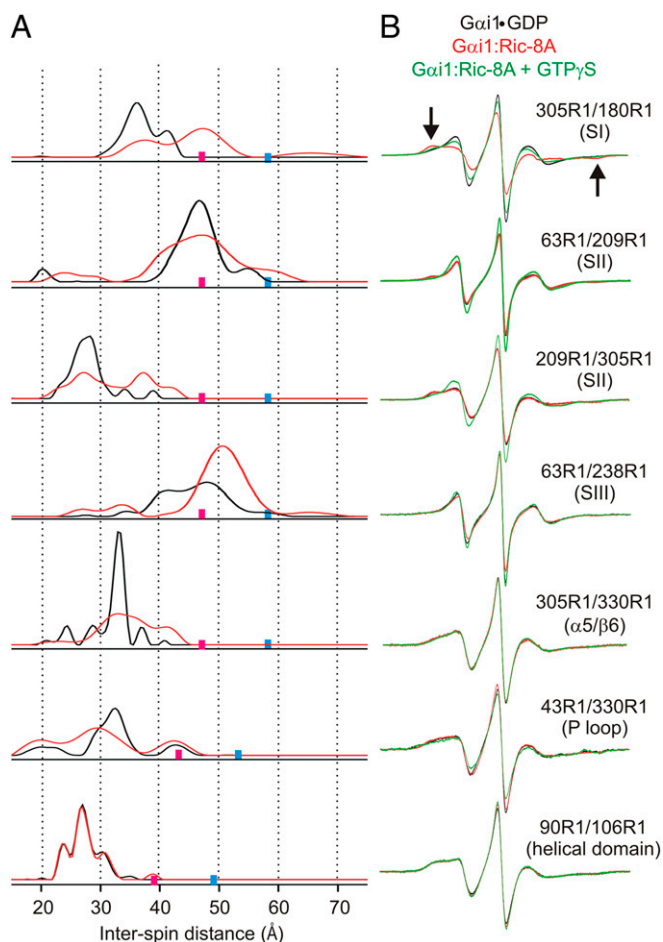 A
B
Gαi1•GDP
Gαi1:Ric-8A
Gαi1:Ric-8A + GTPγS
305R1/180R1
(SI)
63R1/209R1
(SII)
209R1/305R1
(SII)
63R1/238R1
(SIII)
305R1/330R1
(α5/β6)
43R1/330R1
(P loop)
90R1/106R1
(helical domain)
20 30 40 50 60 70
Inter-spin distance (Å)